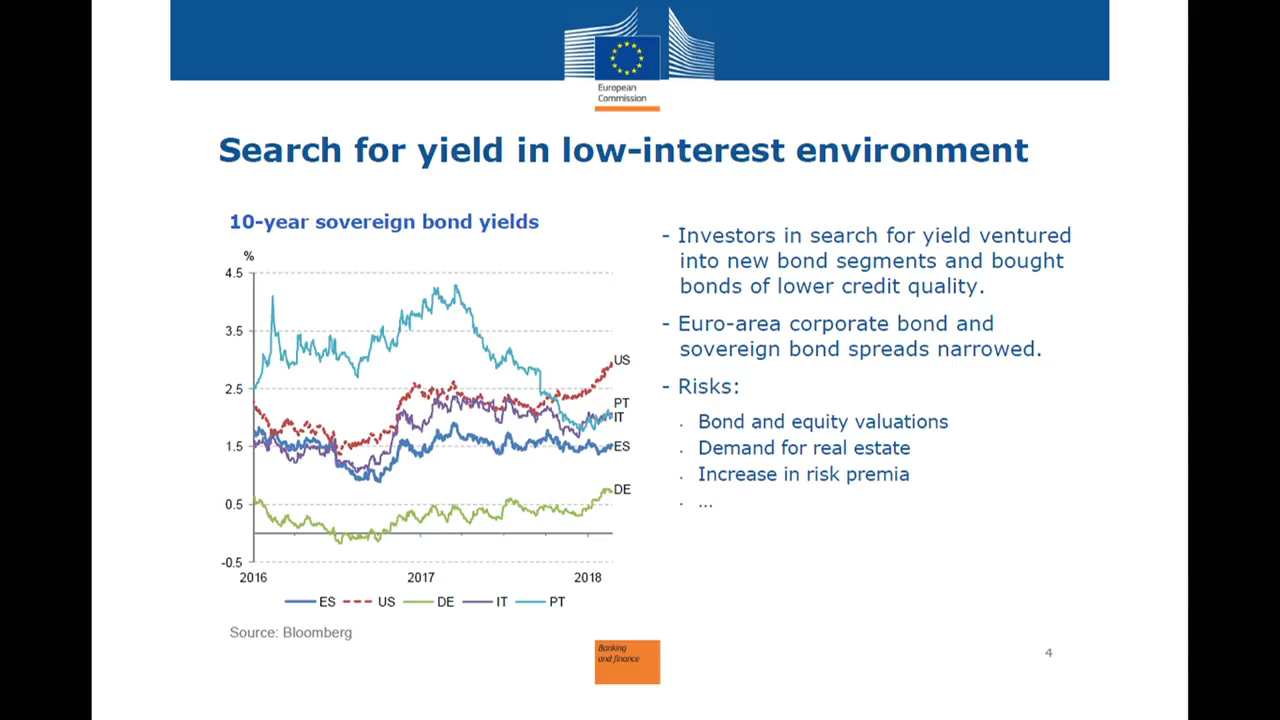 European
Commission
Search for yield in low-interest environment
10-year sovereign bond yields
%
4.5
3.5
2.5
1.5
0.5
-0.5
2016
2017
2018
US
PT
IT
ES
DE
ES US DE IT PT
Source: Bloomberg
- Investors in search for yield ventured
into new bond segments and bought
bonds of lower credit quality.
- Euro-area corporate bond and
sovereign bond spreads narrowed.
- Risks:
. Bond and equity valuations
. Demand for real estate
. Increase in risk premia
. ...
Banking
and finance
4